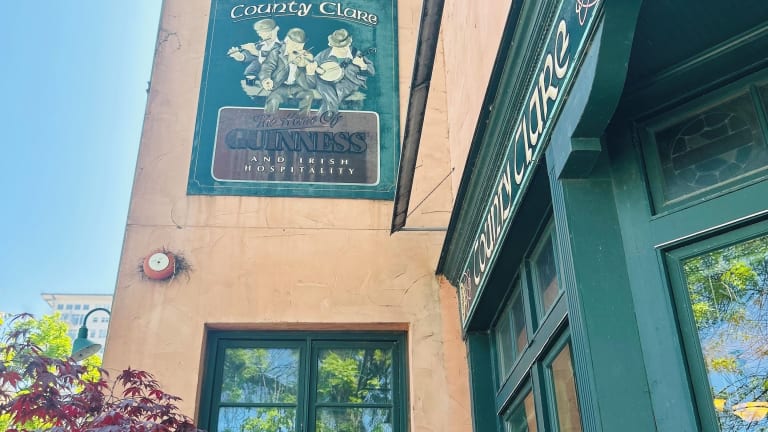 County Clare
The Home Of
GUINNESS
AND IRISH
HOSPITALITY
County Clare